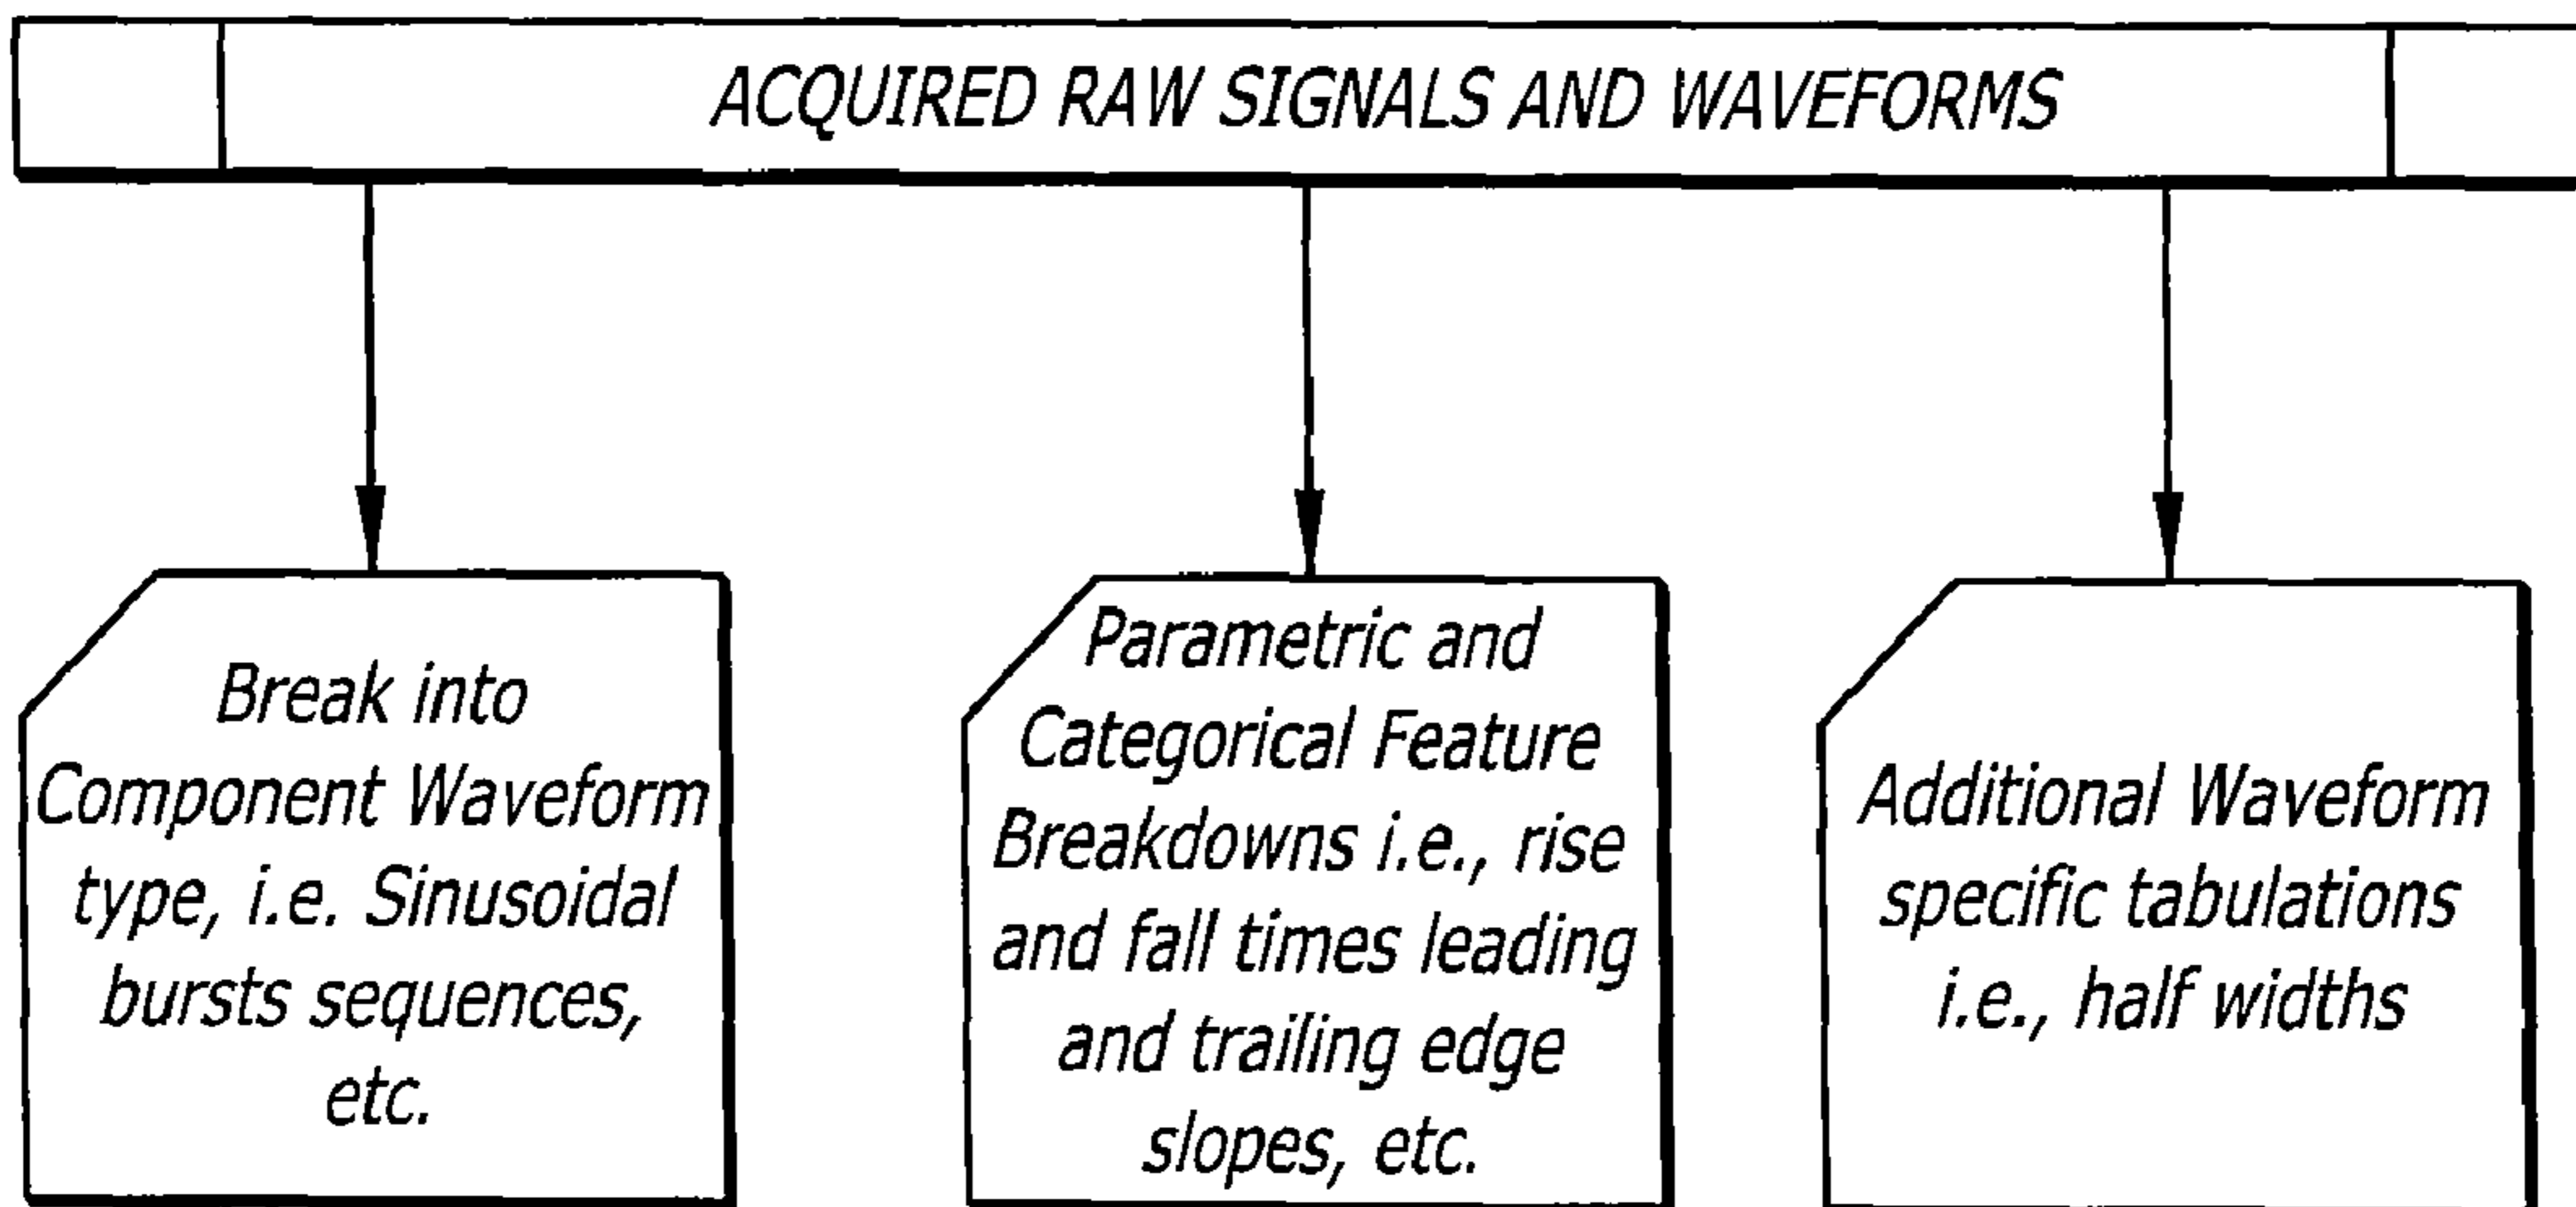 ACQUIRED RAW SIGNALS AND WAVEFORMS
Break into
Component Waveform
type, i.e. Sinusoidal
bursts sequences,
etc.
Parametric and
Categorical Feature
Breakdowns i.e., rise
and fall times leading
and trailing edge
slopes, etc.
Additional Waveform
specific tabulations
i.e., half widths